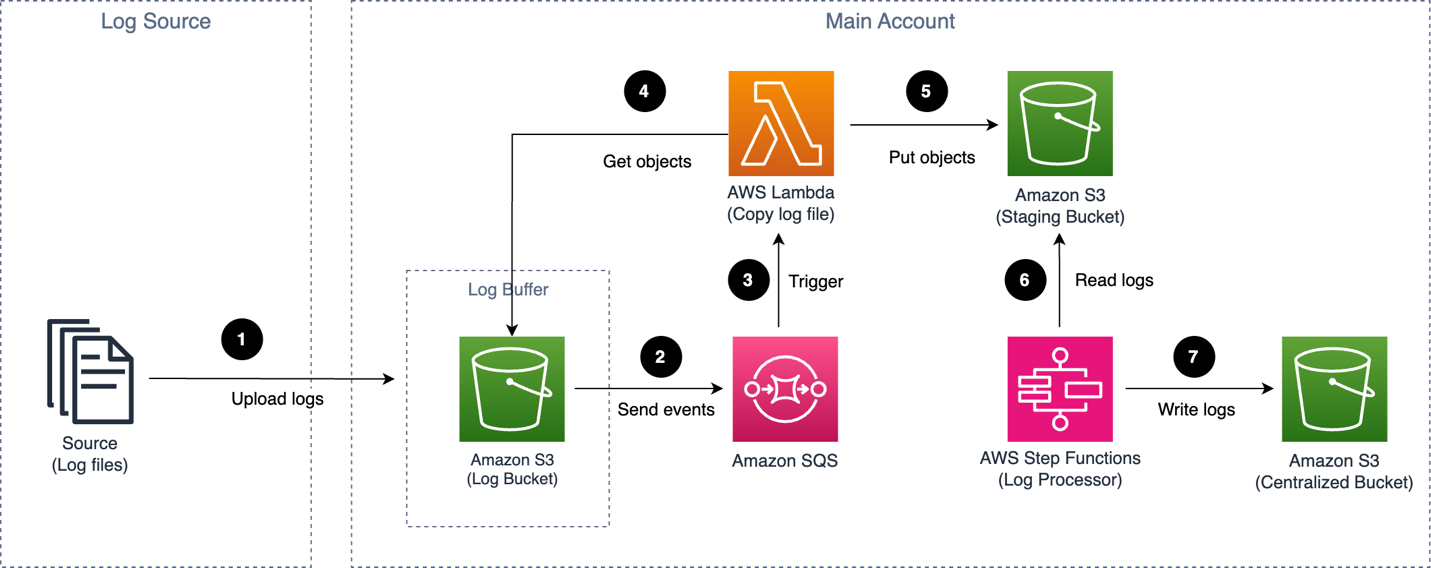 Log Source
Main Account
4
5
Get objects
Put objects
AWS Lambda
(Copy log file)
Amazon S3
(Staging Bucket)
3
Trigger
6
Read logs
Log Buffer
1
Upload logs
2
Send events
7
Write logs
Source
(Log files)
Amazon S3
(Log Bucket)
Amazon SQS
AWS Step Functions
(Log Processor)
Amazon S3
(Centralized Bucket)